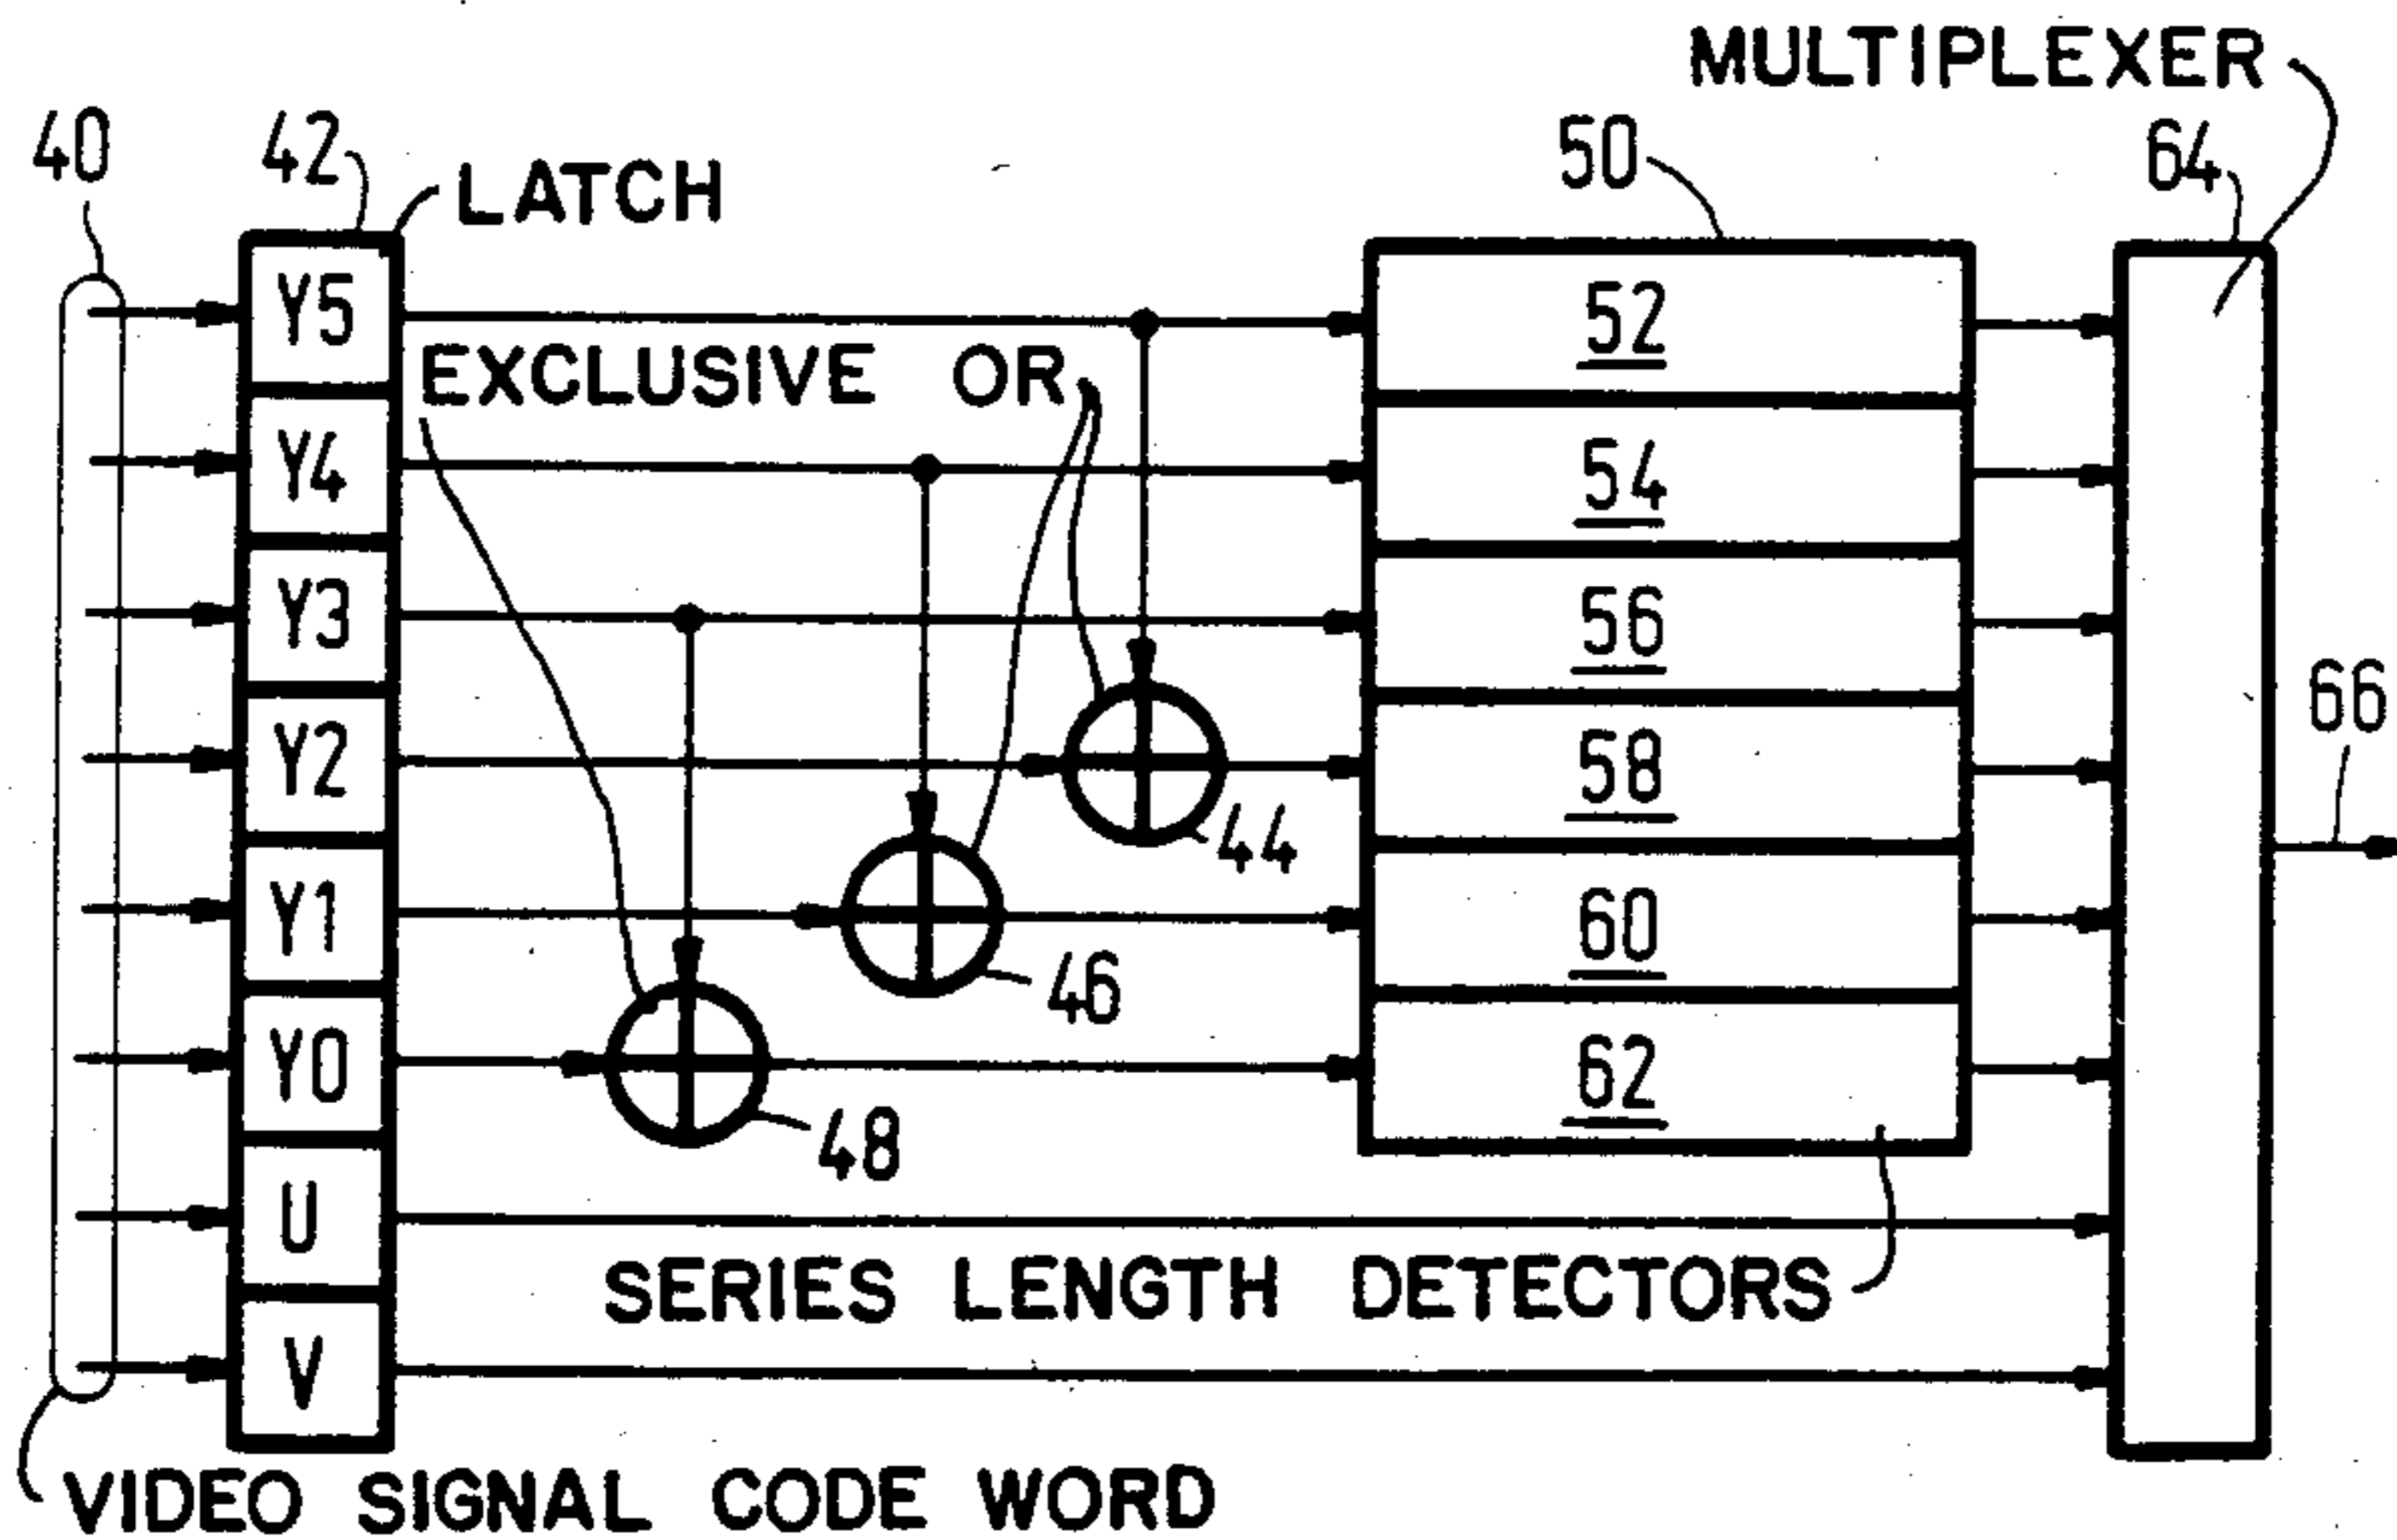 MULTIPLEXER
40
42
LATCH
50
64
Y5
EXCLUSIVE OR
52
Y4
54
Y3
56
66
Y2
58
44
Y1
60
46
Y0
62
48
U
SERIES LENGTH DETECTORS
V
VIDEO SIGNAL CODE WORD